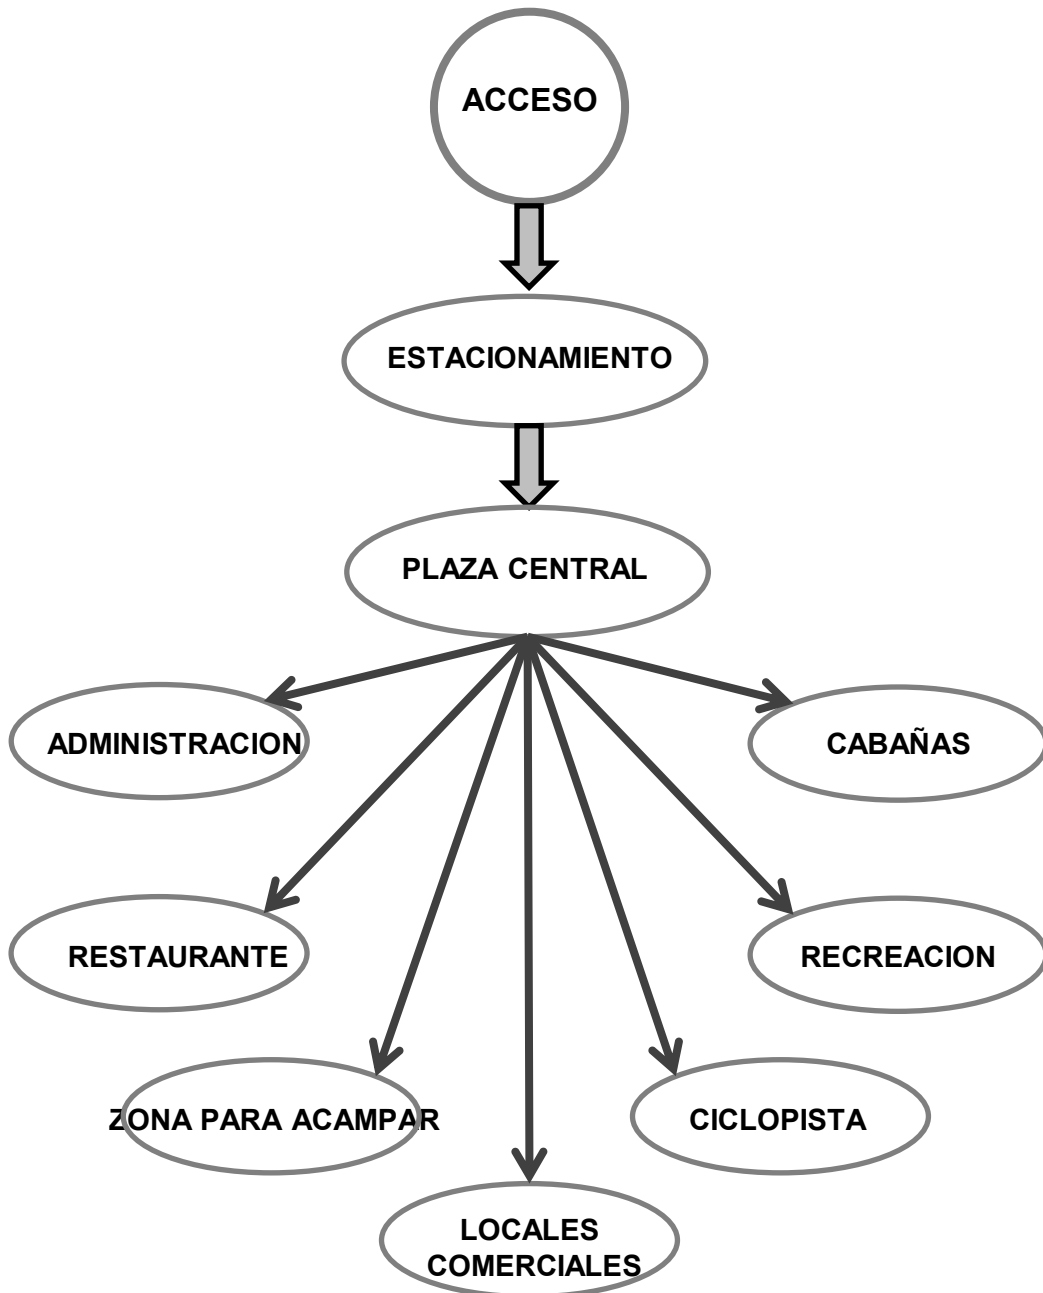 ACCESO
ESTACIONAMIENTO
PLAZA CENTRAL
ADMINISTRACION
CABAÑAS
RESTAURANTE
RECREACION
ZONA PARA ACAMPAR
CICLOPISTA
LOCALES
COMERCIALES